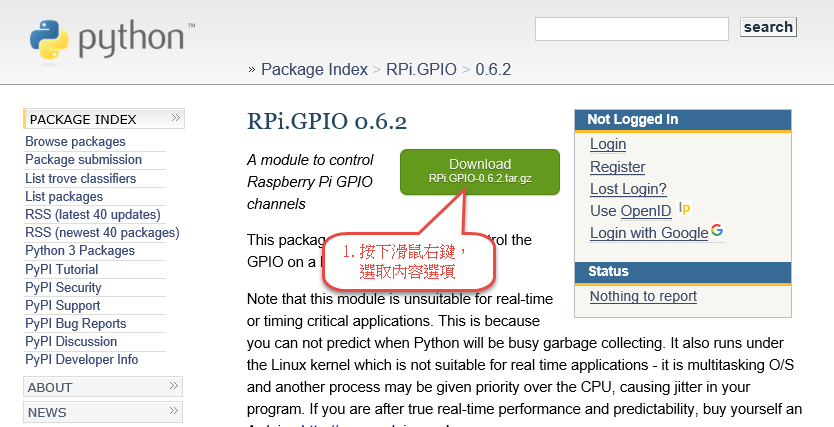 python™
search
» Package Index > RPi.GPIO > 0.6.2
PACKAGE INDEX »
Browse packages
Package submission
List trove classifiers
List packages
RSS (latest 40 updates)
RSS (newest 40 packages)
Python 3 Packages
PyPI Tutorial
PyPI Security
PyPI Support
PyPI Bug Reports
PyPI Discussion
PyPI Developer Info
ABOUT »
NEWS »
RPi.GPIO 0.6.2
A module to control
Raspberry Pi GPIO
channels
Download
RPi.GPIO-0.6.2.tar.gz
1. 按下滑鼠右鍵，
選取內容選項
This packag trol the
GPIO on a
Note that this module is unsuitable for real-time
or timing critical applications. This is because
you can not predict when Python will be busy garbage collecting. It also runs under
the Linux kernel which is not suitable for real time applications - it is multitasking O/S
and another process may be given priority over the CPU, causing jitter in your
program. If you are after true real-time performance and predictability, buy yourself an
Not Logged In
Login
Register
Lost Login?
Use OpenID lp
Login with Google G
Status
Nothing to report